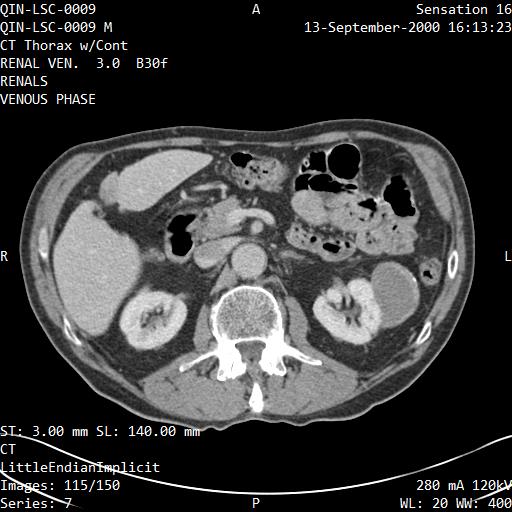 QIN-LSC-0009
A
Sensation 16
QIN-LSC-0009 M
13-September-2000 16:13:23
CT Thorax w/Cont
RENAL VEN. 3.0 B30f
RENALS
VENOUS PHASE
R
L
ST: 3.00 mm SL: 140.00 mm
CT
LittleEndianImplicit
Images: 115/150
280 mA 120kV
Series: 7
P
WL: 20 WW: 400